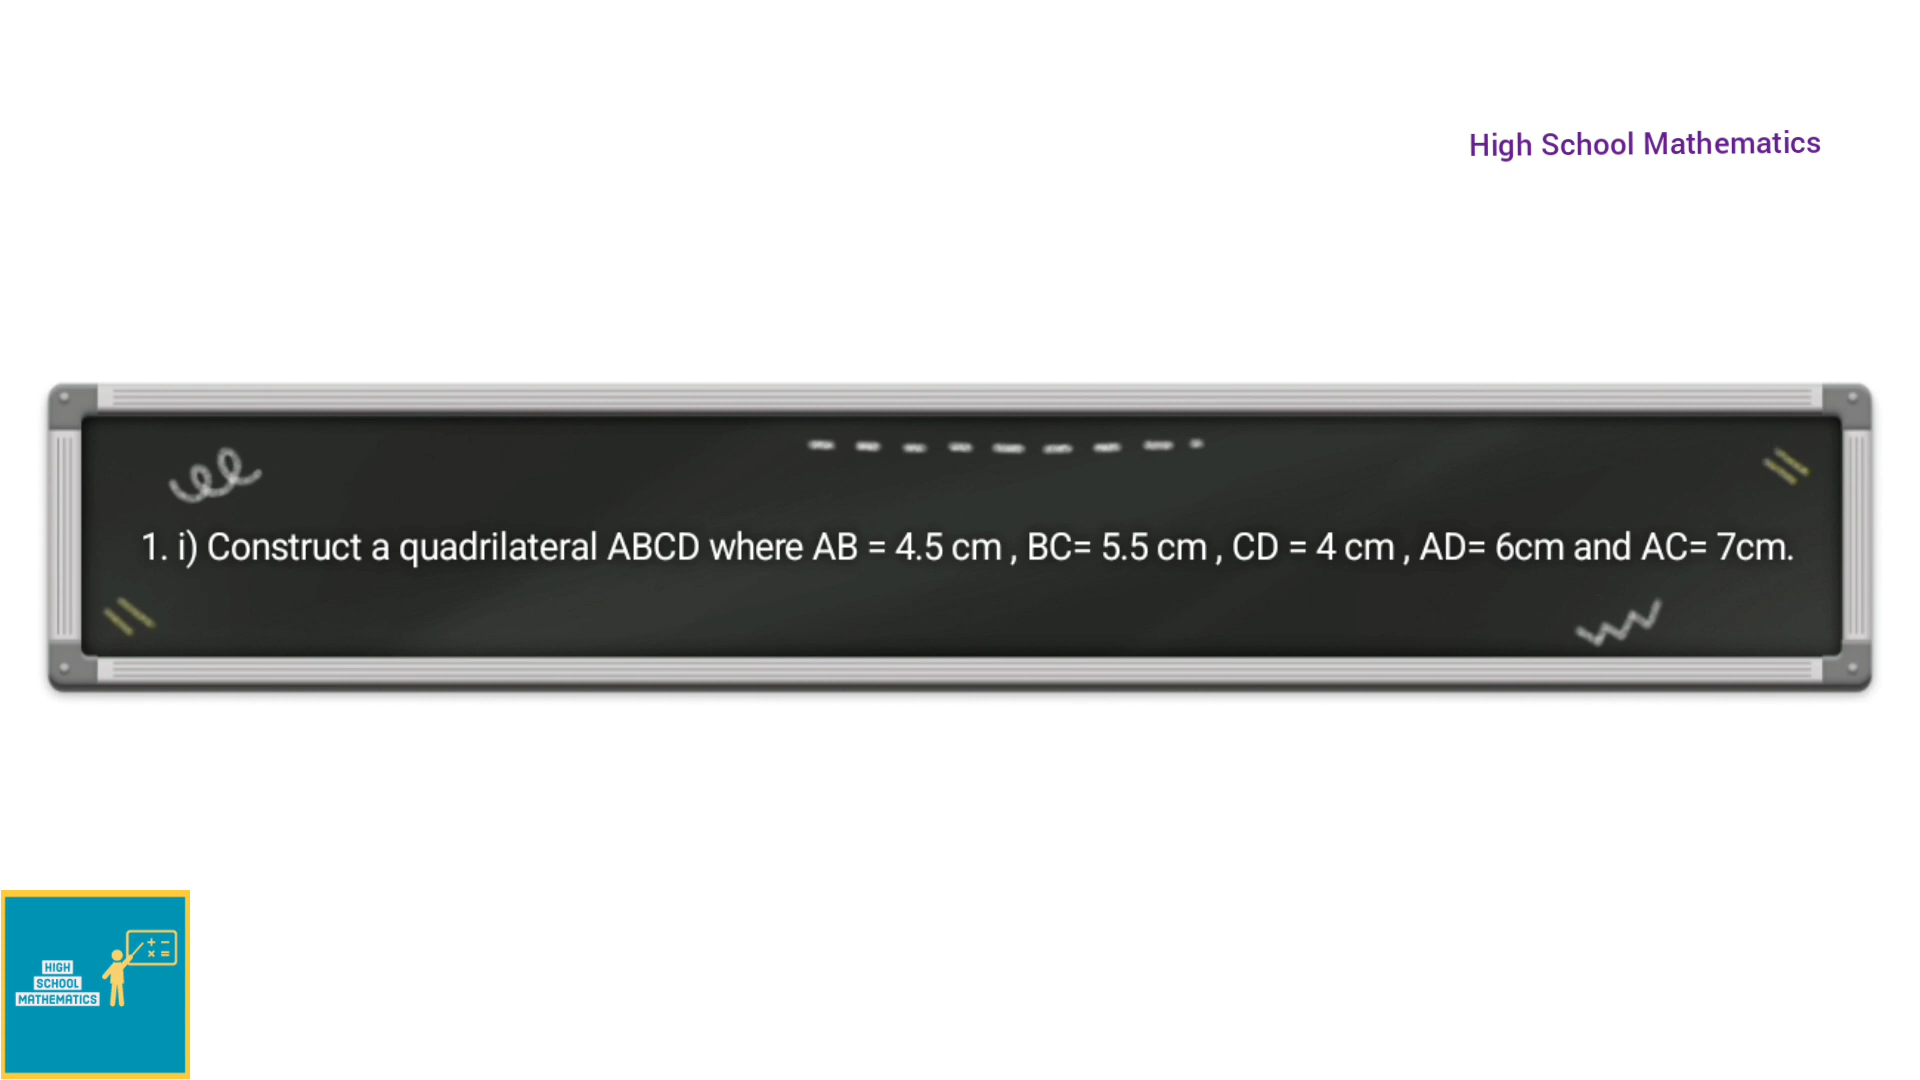 High School Mathematics
1. i) Construct a quadrilateral ABCD where AB = 4.5 cm , BC= 5.5 cm , CD = 4 cm , AD= 6cm and AC= 7cm.
HIGH
SCHOOL
MATHEMATICS
+ −
× =